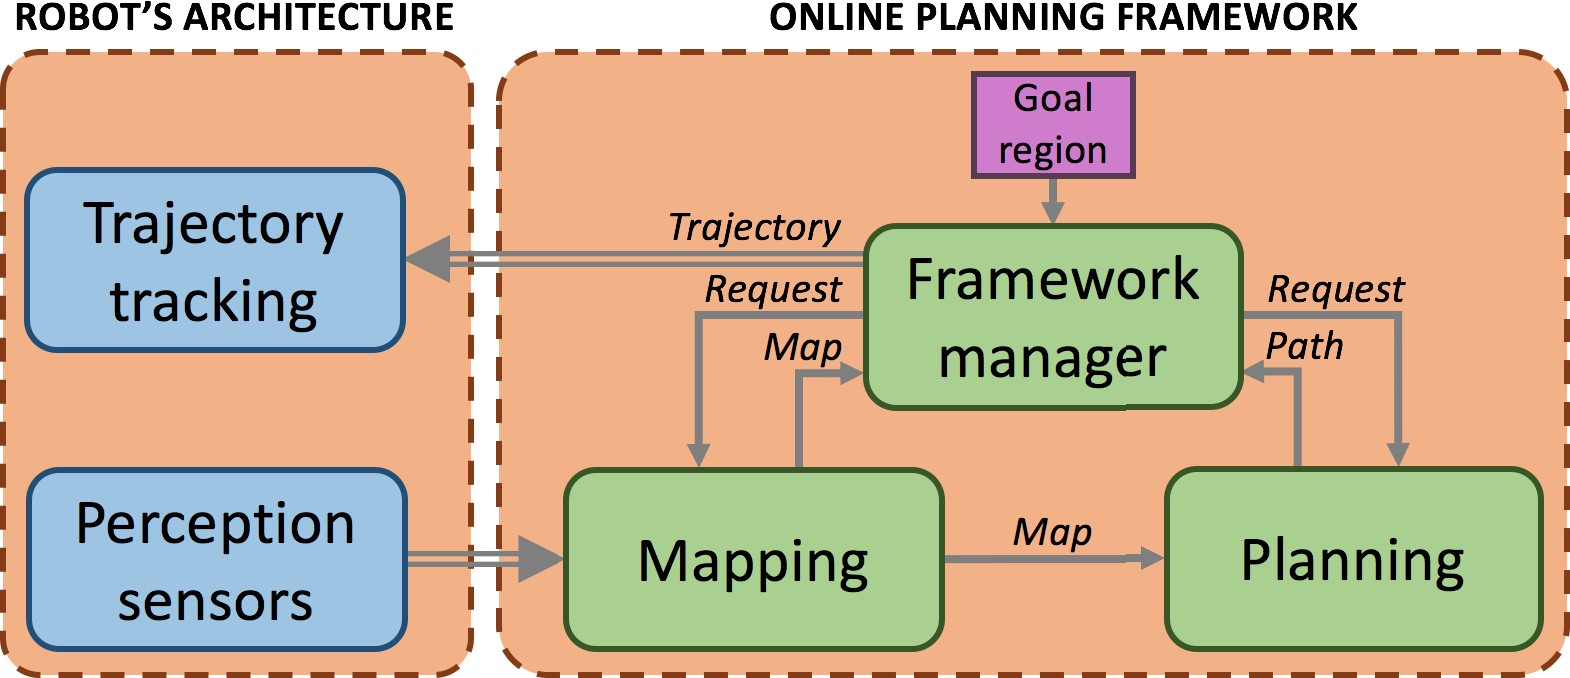 ROBOT'S ARCHITECTURE
ONLINE PLANNING FRAMEWORK
Goal
region
Trajectory
tracking
Trajectory
Request
Map
Framework
manager
Request
Path
Perception
sensors
Mapping
Map
Planning